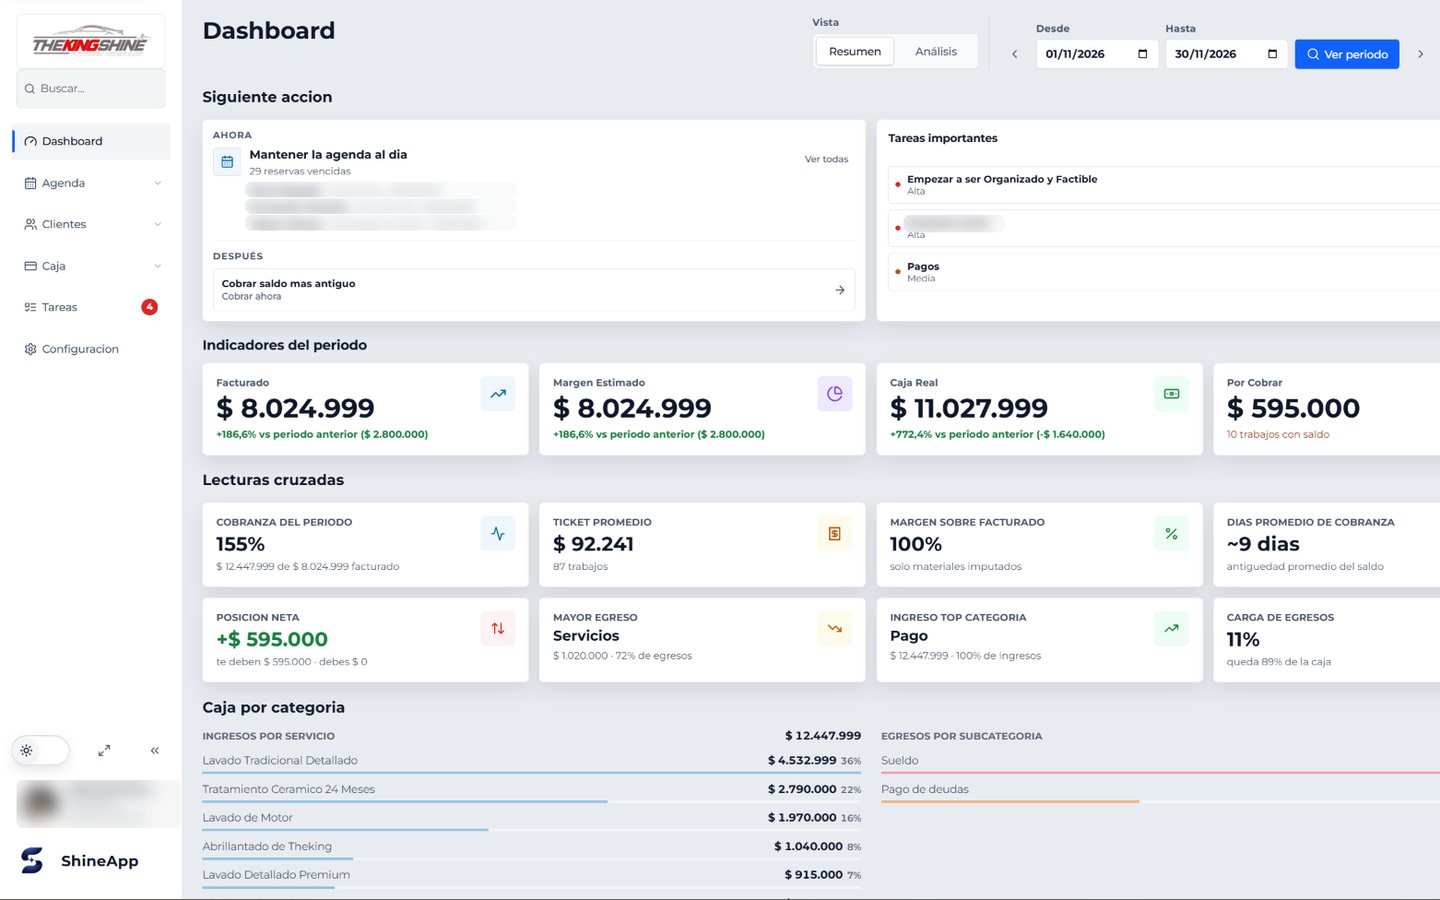 THEKINGSHINE
Buscar...
Dashboard
Agenda
Clientes
Caja
Tareas
4
Configuracion
ShineApp
Dashboard
Vista
Resumen
Análisis
Desde
01/11/2026
Hasta
30/11/2026
Ver periodo
Siguiente accion
AHORA
Mantener la agenda al dia
29 reservas vencidas
Ver todas
DESPUÉS
Cobrar saldo mas antiguo
Cobrar ahora
Tareas importantes
Empezar a ser Organizado y Factible
Alta
Alta
Pagos
Media
Indicadores del periodo
Facturado
$ 8.024.999
+186,6% vs periodo anterior ($ 2.800.000)
Margen Estimado
$ 8.024.999
+186,6% vs periodo anterior ($ 2.800.000)
Caja Real
$ 11.027.999
+772,4% vs periodo anterior (-$ 1.640.000)
Por Cobrar
$ 595.000
10 trabajos con saldo
Lecturas cruzadas
COBRANZA DEL PERIODO
155%
$ 12.447.999 de $ 8.024.999 facturado
TICKET PROMEDIO
$ 92.241
87 trabajos
MARGEN SOBRE FACTURADO
100%
solo materiales imputados
DIAS PROMEDIO DE COBRANZA
~9 dias
antiguedad promedio del saldo
POSICION NETA
+$ 595.000
te deben $ 595.000 · debes $ 0
MAYOR EGRESO
Servicios
$ 1.020.000 · 72% de egresos
INGRESO TOP CATEGORIA
Pago
$ 12.447.999 · 100% de ingresos
CARGA DE EGRESOS
11%
queda 89% de la caja
Caja por categoria
INGRESOS POR SERVICIO
$ 12.447.999
Lavado Tradicional Detallado
$ 4.532.999 36%
Tratamiento Ceramico 24 Meses
$ 2.790.000 22%
Lavado de Motor
$ 1.970.000 16%
Abrillantado de Theking
$ 1.040.000 8%
Lavado Detallado Premium
$ 915.000 7%
EGRESOS POR SUBCATEGORIA
Sueldo
Pago de deudas